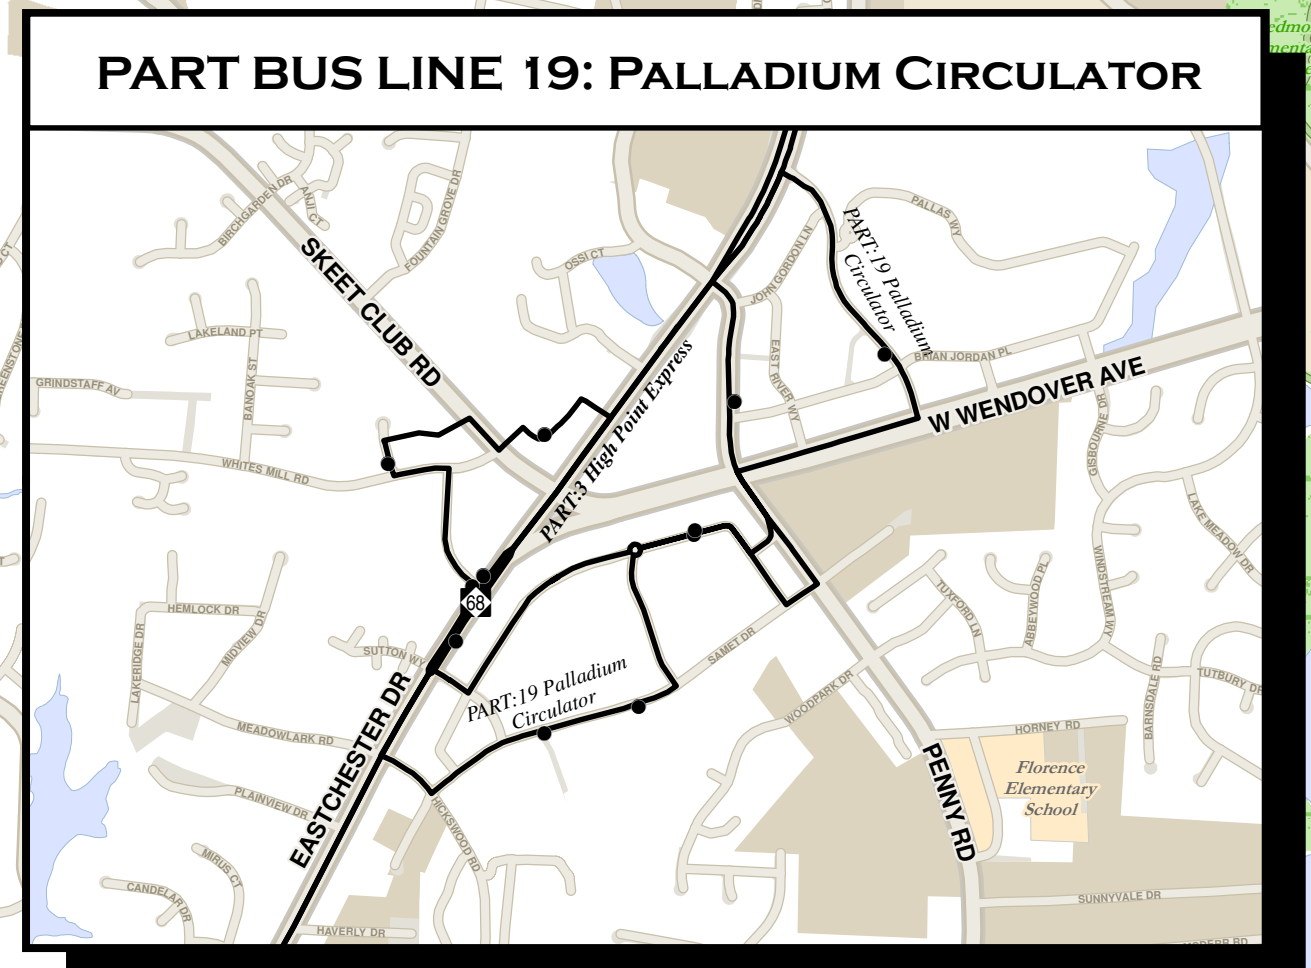 PART BUS LINE 19: PALLADIUM CIRCULATOR
BIRCHGARDEN DR
ANJI CT
FOUNTAIN GROVE DR
SKEET CLUB RD
OSSI CT
JOHN GORDON LN
PALLAS WY
PART:19 Palladium
Circulator
LAKELAND PT
BANOAK ST
GRINDSTAFF AV
EAST RIVER WY
BRIAN JORDAN PL
W WENDOVER AVE
PART:3 High Point Express
WHITES MILL RD
GISBOURNE DR
LAKE MEADOW DR
WINDSTREAM WY
ABBEYWOOD PL
TUXFORD LN
68
HEMLOCK DR
LAKERIDGE DR
MIDVIEW DR
SUTTON WY
SAMET DR
PART:19 Palladium
Circulator
WOODPARK DR
BARNSDALE RD
TUTBURY DR
MEADOWLARK RD
EASTCHESTER DR
HORNEY RD
PENNY RD
Florence
Elementary
School
PLAINVIEW DR
HICKSWOOD RD
MIRUS CT
CANDELAR DR
HAVERLY DR
SUNNYVALE DR